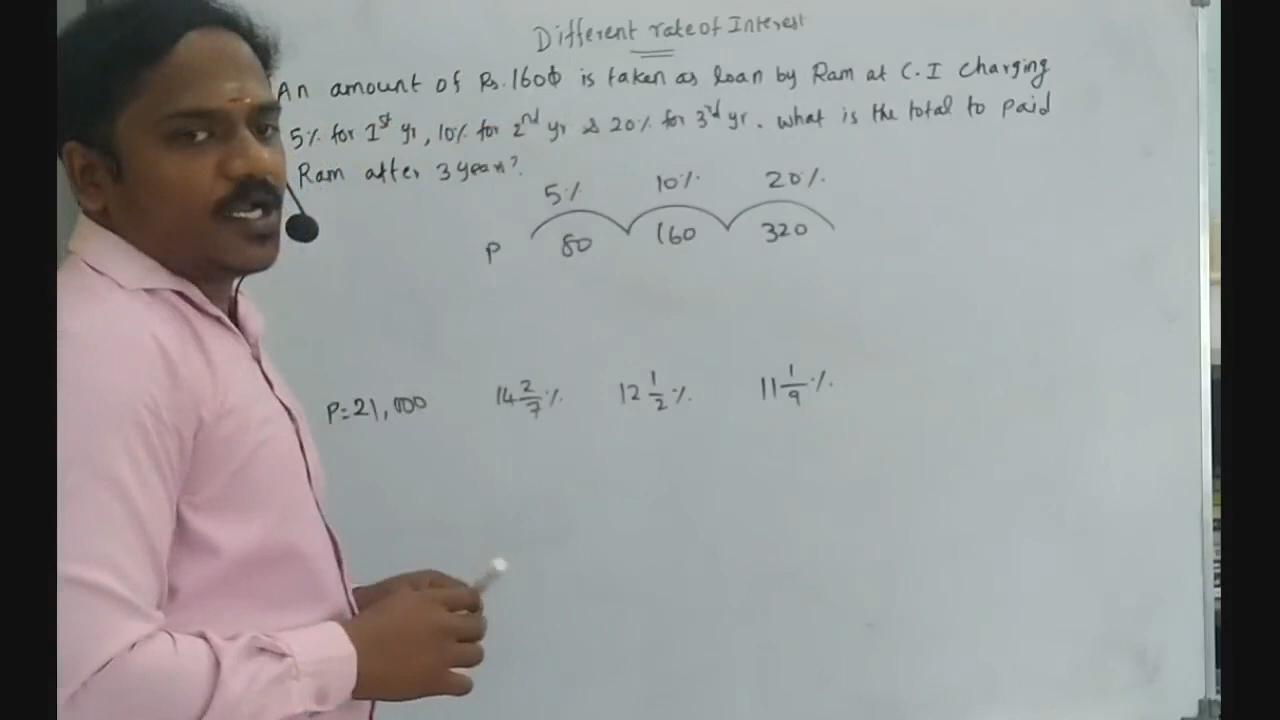 Different rate of Interest
An amount of Rs. 1600 is taken as loan by Ram at C.I charging
5% for 1st yr, 10% for 2nd yr & 20% for 3rd yr. What is the total to paid
Ram after 3 years?
5% 10% 20%
P 80 160 320
P=21,000 14 2/7 % 12 1/2 % 11 1/9 %